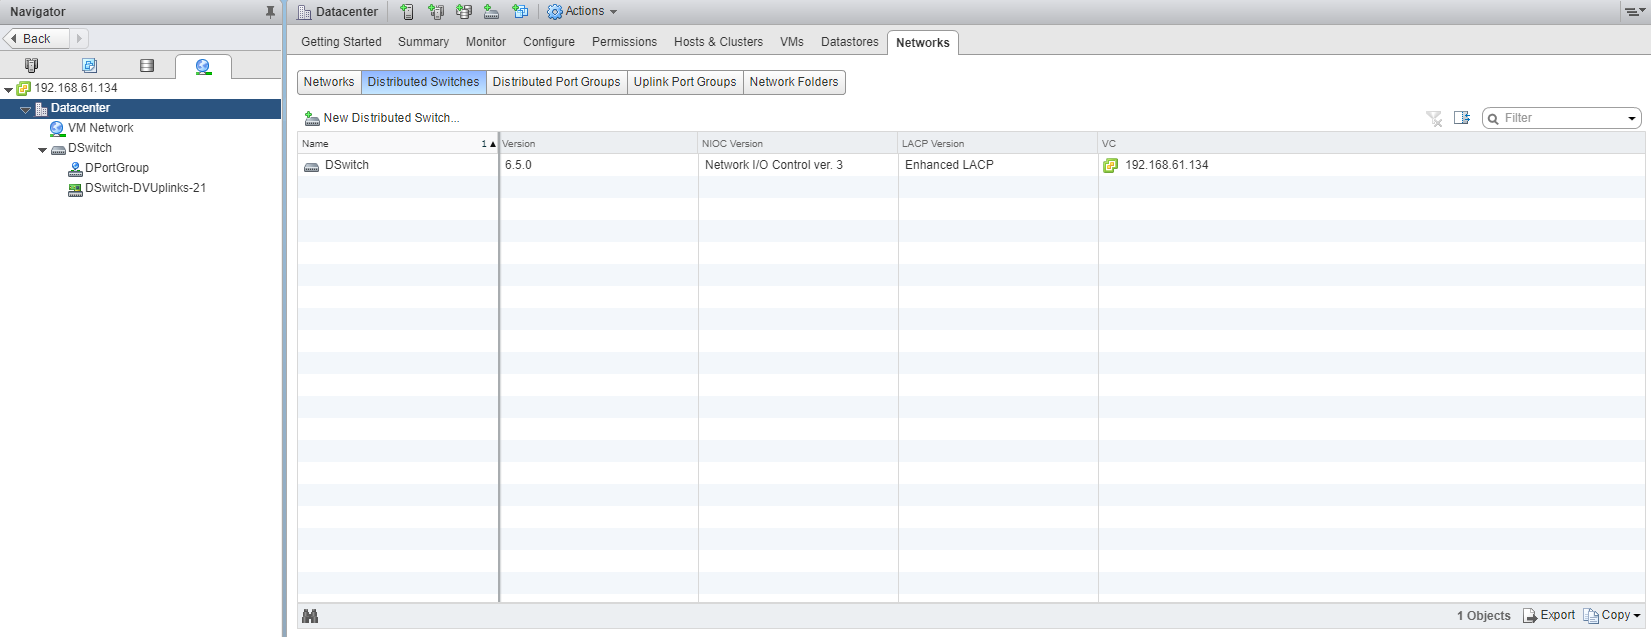 Navigator
Back
192.168.61.134
Datacenter
VM Network
DSwitch
DPortGroup
DSwitch-DVUplinks-21
Datacenter Actions
Getting Started Summary Monitor Configure Permissions Hosts & Clusters VMs Datastores Networks
Networks Distributed Switches Distributed Port Groups Uplink Port Groups Network Folders
New Distributed Switch... Filter
Name 1 Version NIOC Version LACP Version VC
DSwitch 6.5.0 Network I/O Control ver. 3 Enhanced LACP 192.168.61.134
1 Objects Export Copy